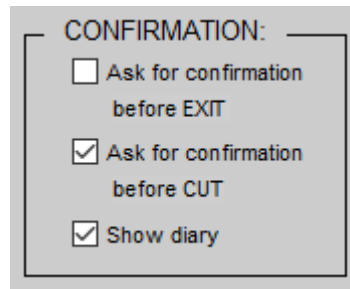 CONFIRMATION:
Ask for confirmation
before EXIT
Ask for confirmation
before CUT
Show diary